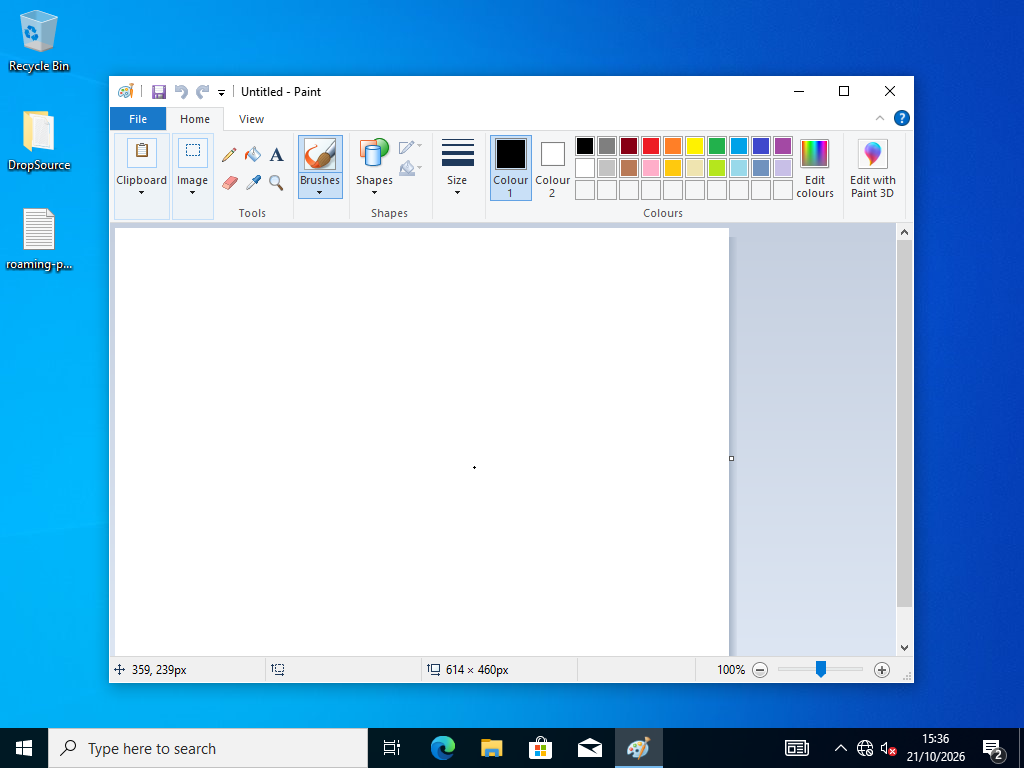 Recycle Bin
DropSource
roaming-p...
Untitled - Paint
File
Home
View
Clipboard
Image
Tools
Brushes
Shapes
Shapes
Size
Colour
1
Colour
2
Edit
colours
Colours
Edit with
Paint 3D
359, 239px
614 × 460px
100%
Type here to search
15:36
21/10/2026
2